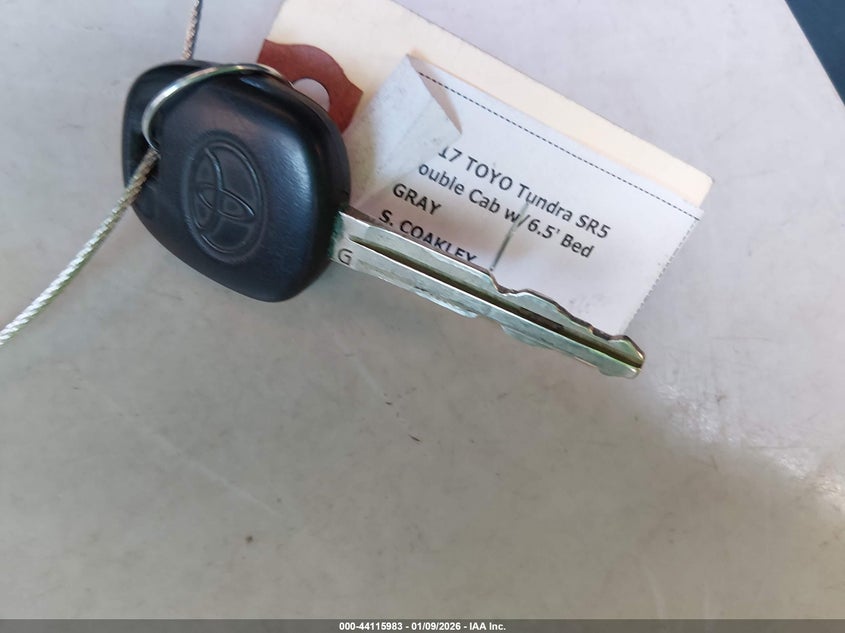 17 TOYO Tundra SR5
ouble Cab w/6.5' Bed
GRAY
S. COAKLEY
G
000-44115983 - 01/09/2026 - IAA Inc.